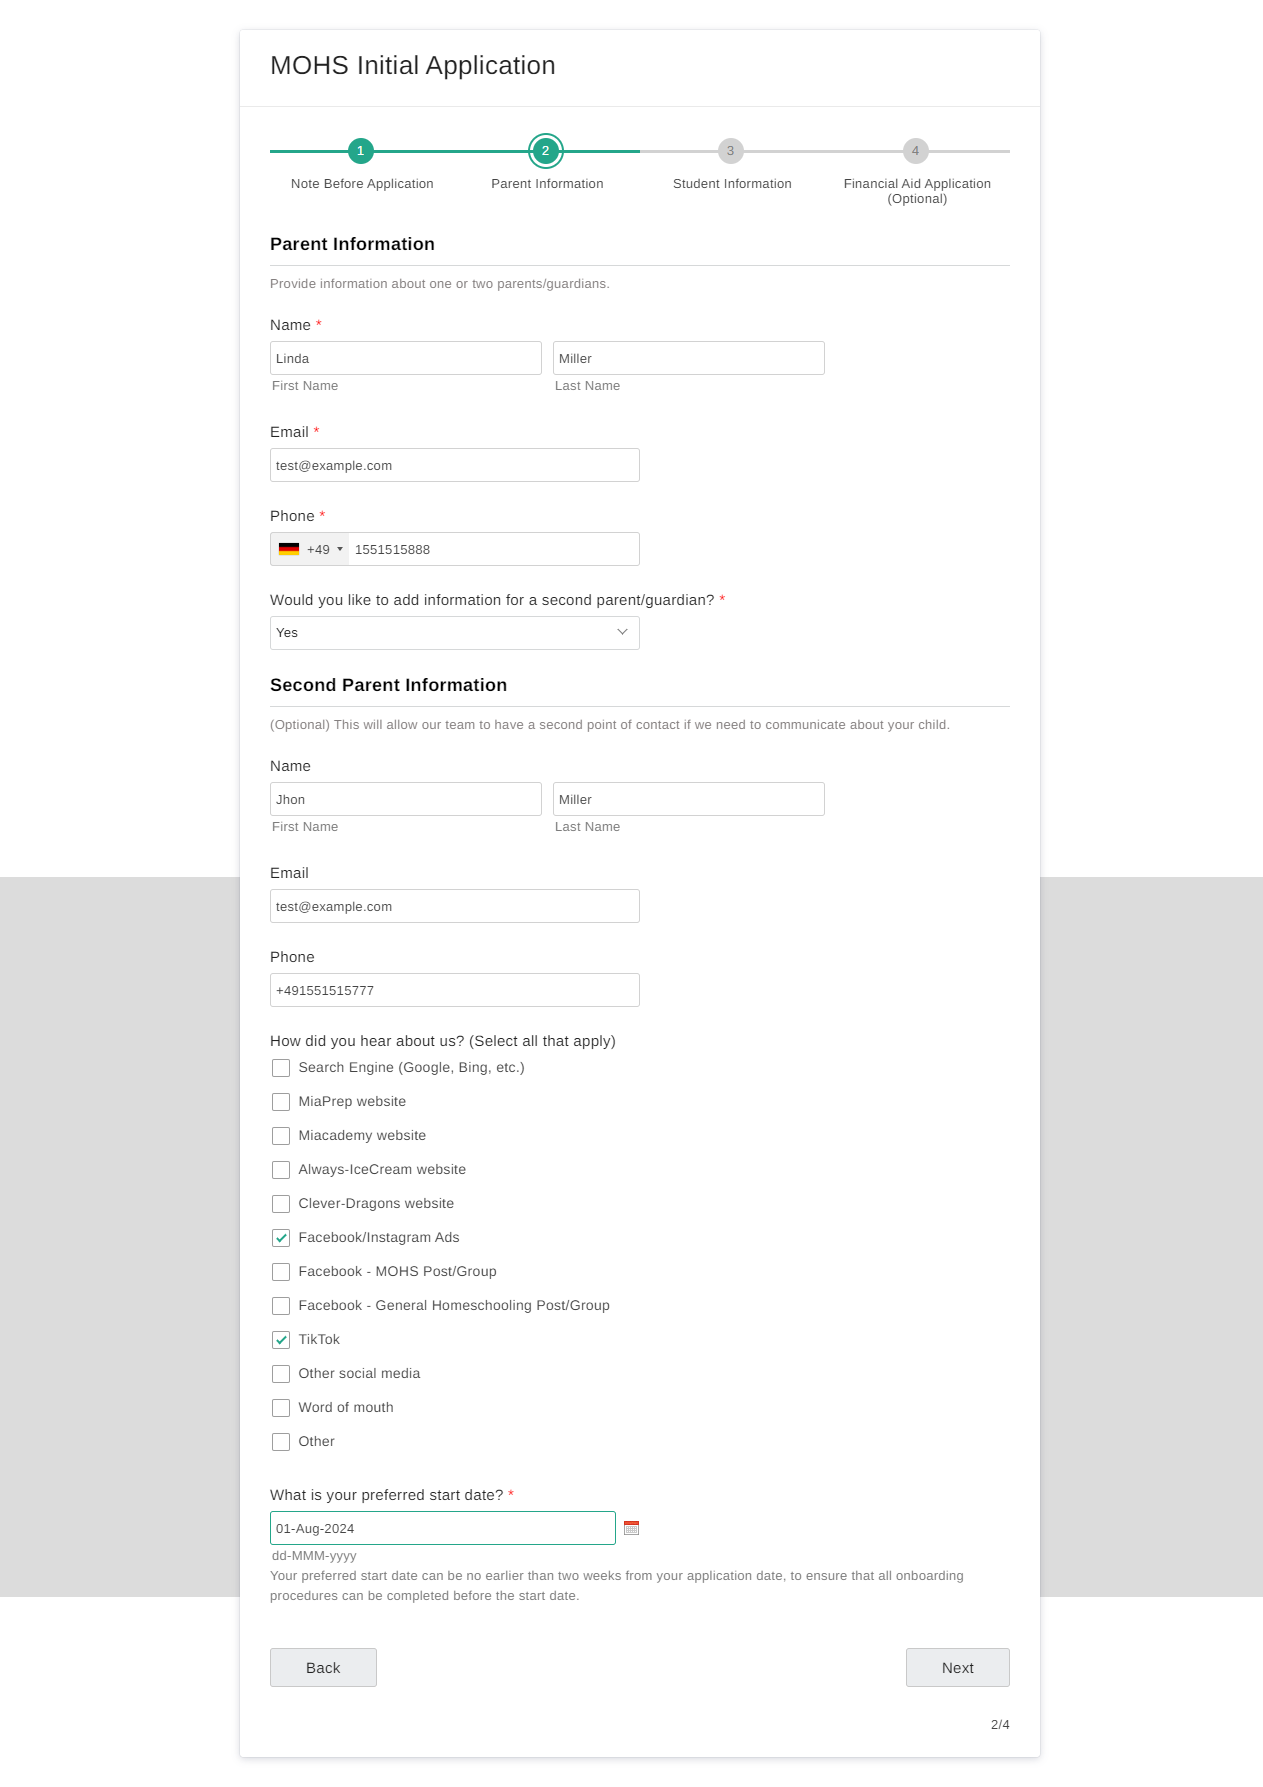 MOHS Initial Application
1
2
3
4
Note Before Application
Parent Information
Student Information
Financial Aid Application
(Optional)
Parent Information
Provide information about one or two parents/guardians.
Name *
Linda
Miller
First Name
Last Name
Email *
test@example.com
Phone *
+49
1551515888
Would you like to add information for a second parent/guardian? *
Yes
Second Parent Information
(Optional) This will allow our team to have a second point of contact if we need to communicate about your child.
Name
Jhon
Miller
First Name
Last Name
Email
test@example.com
Phone
+491551515777
How did you hear about us? (Select all that apply)
Search Engine (Google, Bing, etc.)
MiaPrep website
Miacademy website
Always-IceCream website
Clever-Dragons website
Facebook/Instagram Ads
Facebook - MOHS Post/Group
Facebook - General Homeschooling Post/Group
TikTok
Other social media
Word of mouth
Other
What is your preferred start date? *
01-Aug-2024
dd-MMM-yyyy
Your preferred start date can be no earlier than two weeks from your application date, to ensure that all onboarding
procedures can be completed before the start date.
Back
Next
2/4